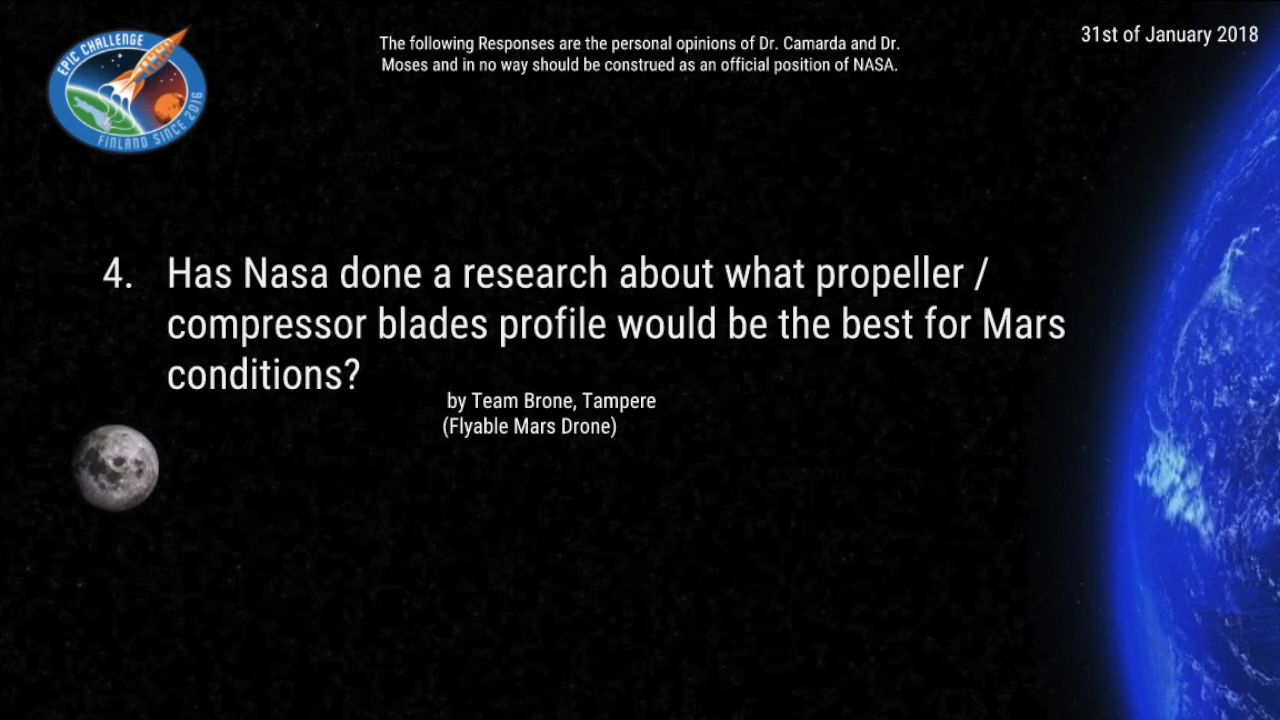 EPIC CHALLENGE
FINLAND SINCE 2016
The following Responses are the personal opinions of Dr. Camarda and Dr.
Moses and in no way should be construed as an official position of NASA.
31st of January 2018
4. Has Nasa done a research about what propeller /
compressor blades profile would be the best for Mars
conditions?
by Team Brone, Tampere
(Flyable Mars Drone)